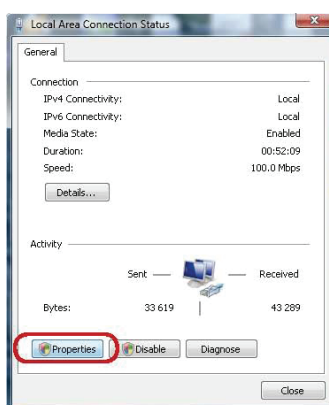 Local Area Connection Status
General
Connection
IPv4 Connectivity: Local
IPv6 Connectivity: Local
Media State: Enabled
Duration: 00:52:09
Speed: 100.0 Mbps
Details...
Activity
Sent — — Received
Bytes: 33 619 | 43 289
Properties Disable Diagnose
Close